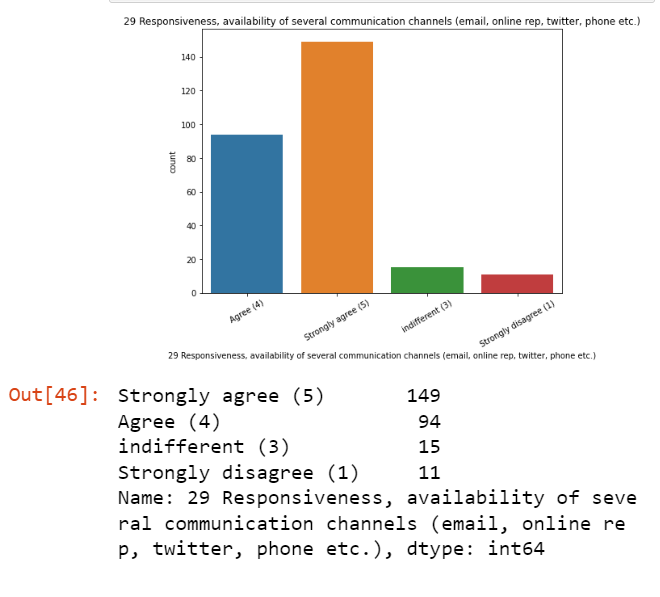 29 Responsiveness, availability of several communication channels (email, online rep, twitter, phone etc.)
140
120
100
80
60
40
20
0
count
Agree (4)
Strongly agree (5)
indifferent (3)
Strongly disagree (1)
29 Responsiveness, availability of several communication channels (email, online rep, twitter, phone etc.)
Out[46]: Strongly agree (5) 149
Agree (4) 94
indifferent (3) 15
Strongly disagree (1) 11
Name: 29 Responsiveness, availability of seve
ral communication channels (email, online re
p, twitter, phone etc.), dtype: int64